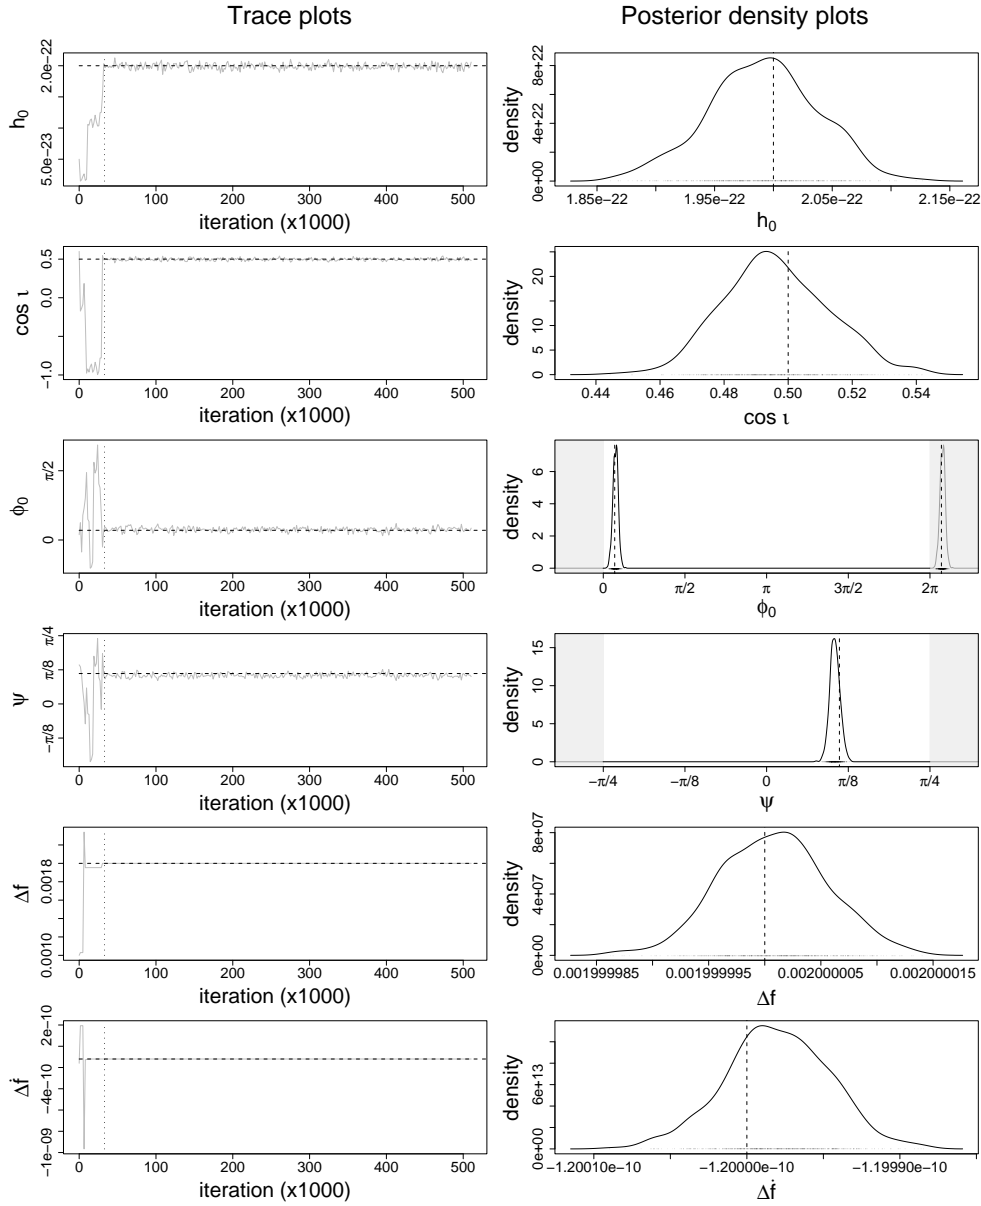 Trace plots
Posterior density plots
h₀
5.0e−23 2.0e−22
0 100 200 300 400 500
iteration (x1000)
density
0e+00 4e+22 8e+22
1.85e−22 1.95e−22 2.05e−22 2.15e−22
h₀
cos ι
−1.0 0.0 0.5
0 100 200 300 400 500
iteration (x1000)
density
0 5 10 20
0.44 0.46 0.48 0.50 0.52 0.54
cos ι
ϕ₀
0 π/2
0 100 200 300 400 500
iteration (x1000)
density
0 2 4 6
0 π/2 π 3π/2 2π
ϕ₀
ψ
−π/8 0 π/8 π/4
0 100 200 300 400 500
iteration (x1000)
density
0 5 10 15
−π/4 −π/8 0 π/8 π/4
ψ
Δf
0.0010 0.0018
0 100 200 300 400 500
iteration (x1000)
density
0e+00 4e+07 8e+07
0.0019999985 0.0019999995 0.002000005 0.0020000015
Δf
Δḟ
−1e−09 −4e−10 2e−10
0 100 200 300 400 500
iteration (x1000)
density
0e+00 6e+13
−1.20010e−10 −1.20000e−10 −1.19990e−10
Δḟ